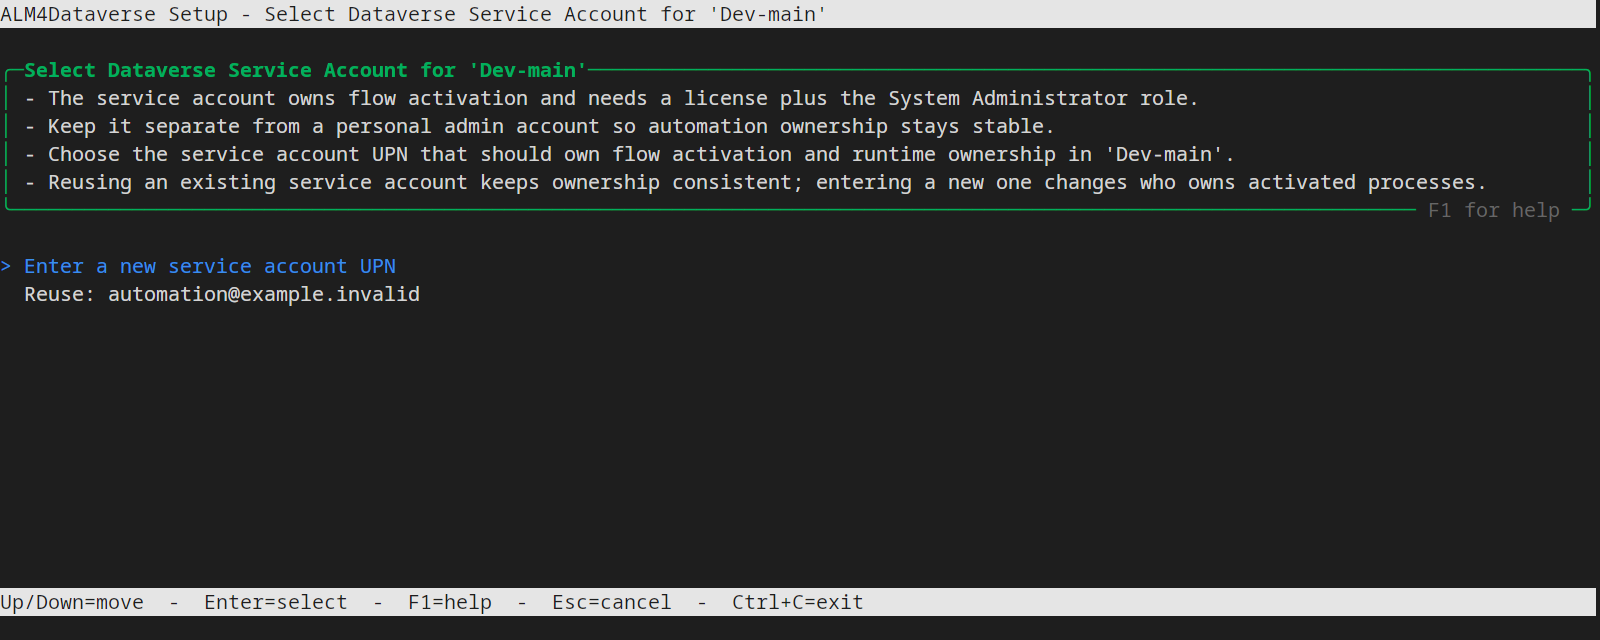 ALM4Dataverse Setup - Select Dataverse Service Account for 'Dev-main'
Select Dataverse Service Account for 'Dev-main'
- The service account owns flow activation and needs a license plus the System Administrator role.
- Keep it separate from a personal admin account so automation ownership stays stable.
- Choose the service account UPN that should own flow activation and runtime ownership in 'Dev-main'.
- Reusing an existing service account keeps ownership consistent; entering a new one changes who owns activated processes.
F1 for help
> Enter a new service account UPN
Reuse: automation@example.invalid
Up/Down=move  -  Enter=select  -  F1=help  -  Esc=cancel  -  Ctrl+C=exit